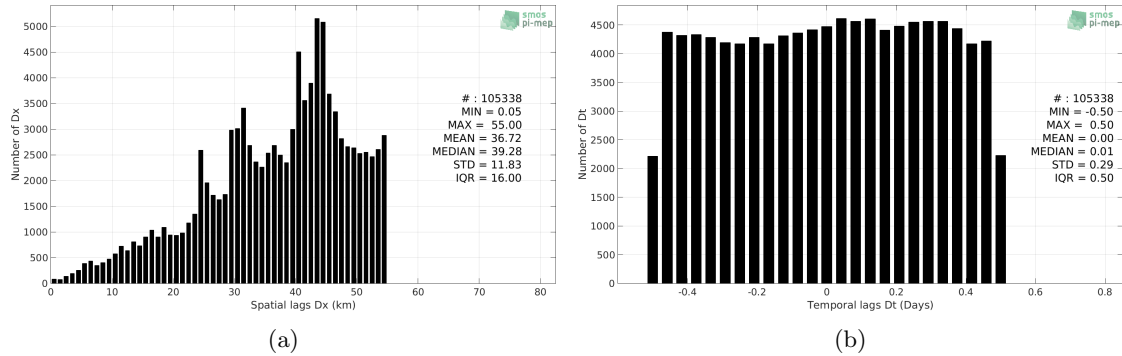 smos
pi-mep
5000
4500
4000
3500
3000
2500
2000
1500
1000
500
0
Number of Dx
# : 105338
MIN = 0.05
MAX = 55.00
MEAN = 36.72
MEDIAN = 39.28
STD = 11.83
IQR = 16.00
0 10 20 30 40 50 60 70 80
Spatial lags Dx (km)
(a)
smos
pi-mep
4500
4000
3500
3000
2500
2000
1500
1000
500
0
Number of Dt
# : 105338
MIN = -0.50
MAX = 0.50
MEAN = 0.00
MEDIAN = 0.01
STD = 0.29
IQR = 0.50
-0.4 -0.2 0 0.2 0.4 0.6 0.8
Temporal lags Dt (Days)
(b)